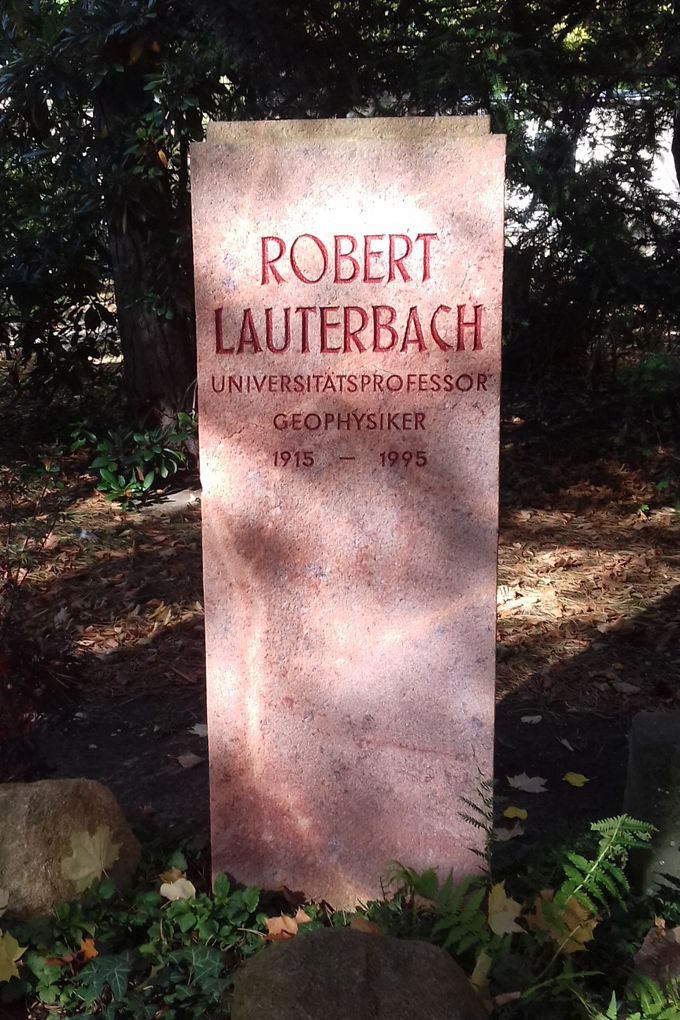 ROBERT
LAUTERBACH
UNIVERSITÄTSPROFESSOR
GEOPHYSIKER
1915 – 1995